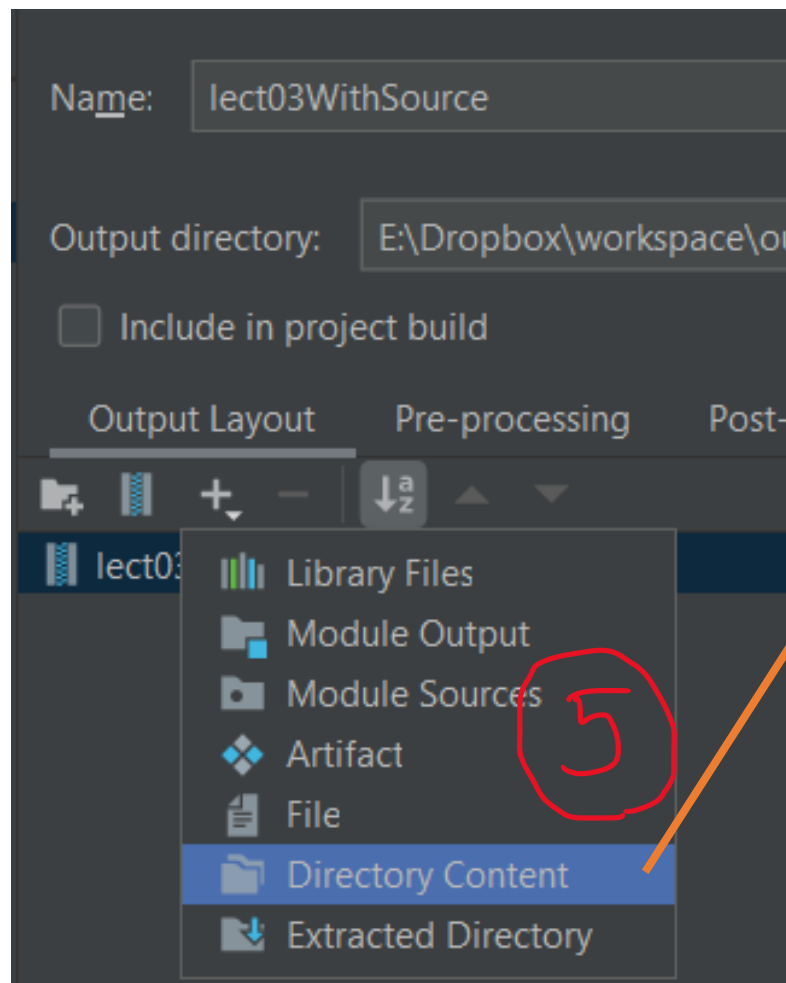 Name: lect03WithSource
Output directory: E:\Dropbox\workspace\ou
Include in project build
Output Layout Pre-processing Post-
a
z
lect03
Library Files
Module Output
Module Sources
5
Artifact
File
Directory Content
Extracted Directory